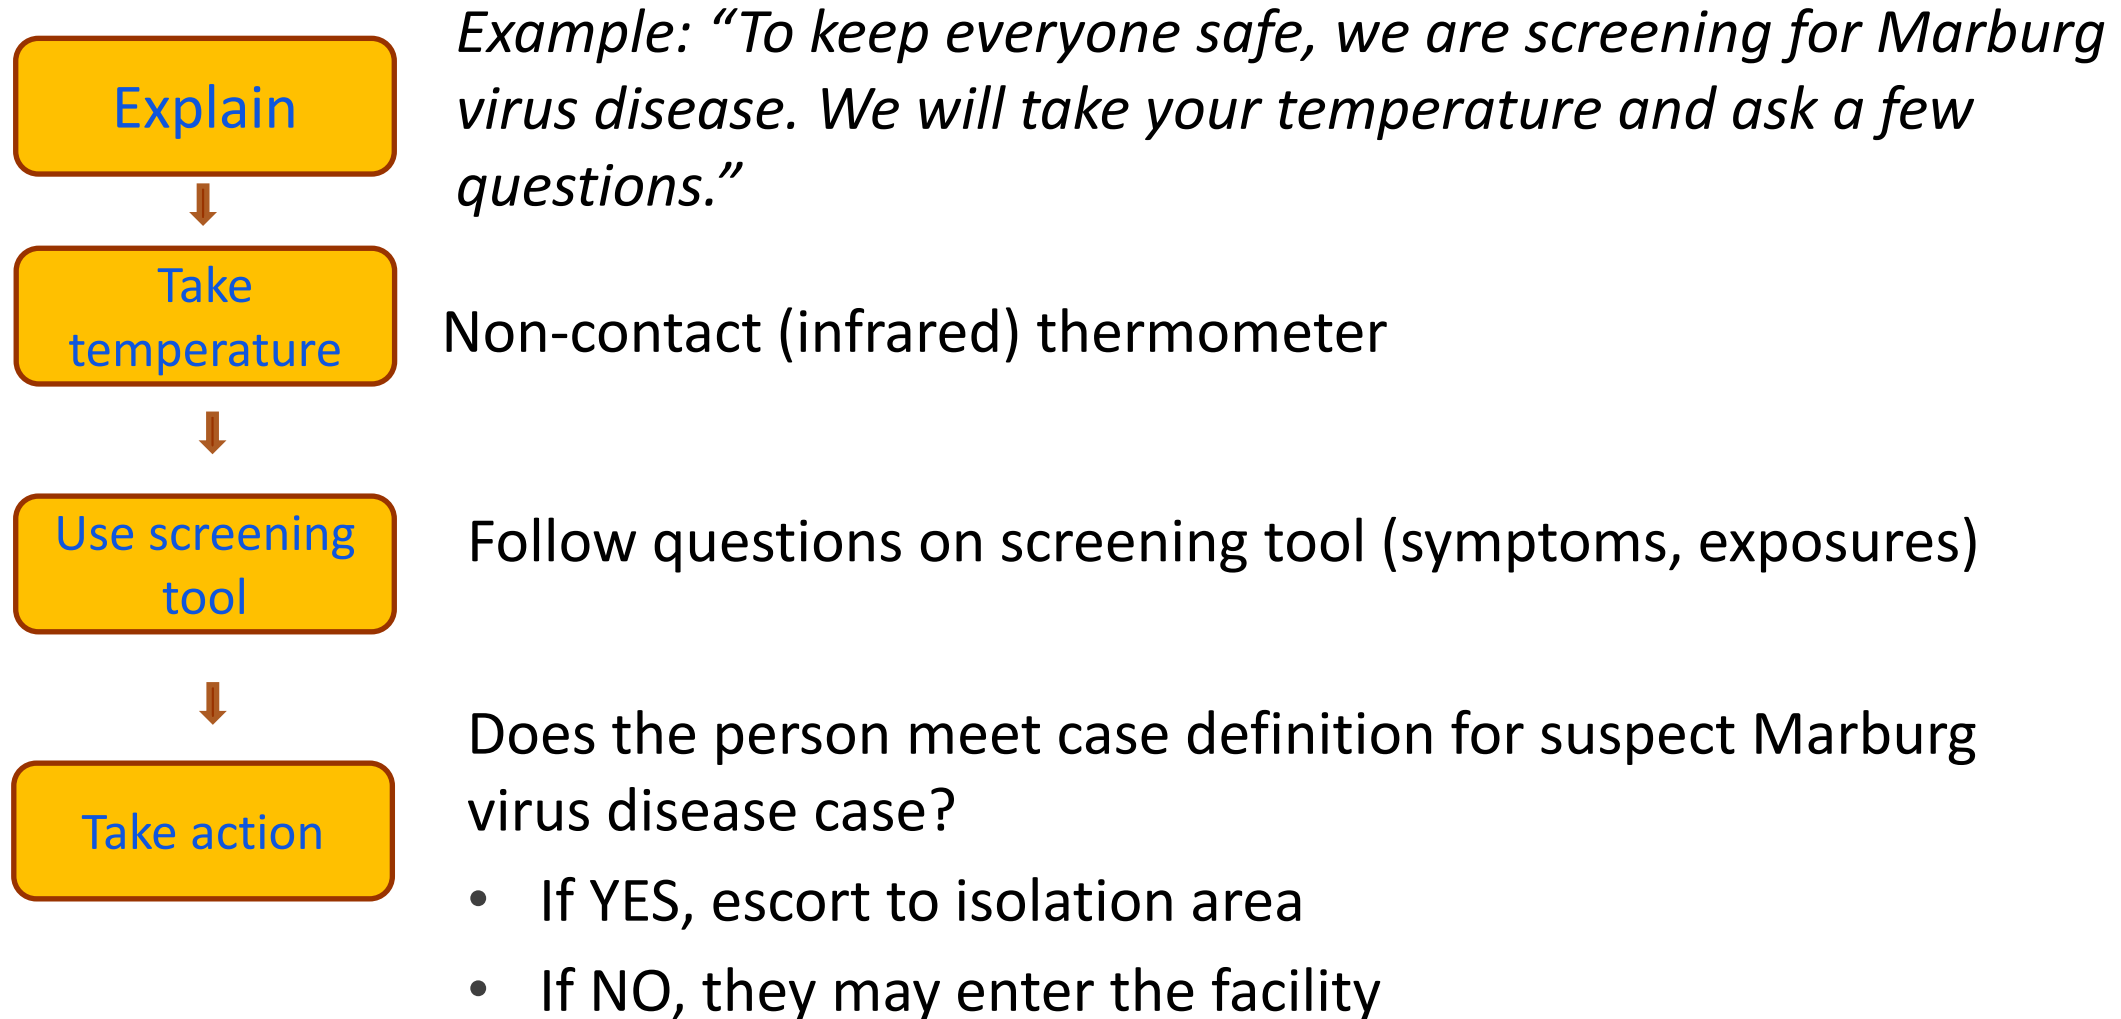 Explain
Example: “To keep everyone safe, we are screening for Marburg
virus disease. We will take your temperature and ask a few
questions.”
Take
temperature
Non-contact (infrared) thermometer
Use screening
tool
Follow questions on screening tool (symptoms, exposures)
Take action
Does the person meet case definition for suspect Marburg
virus disease case?
• If YES, escort to isolation area
• If NO, they may enter the facility